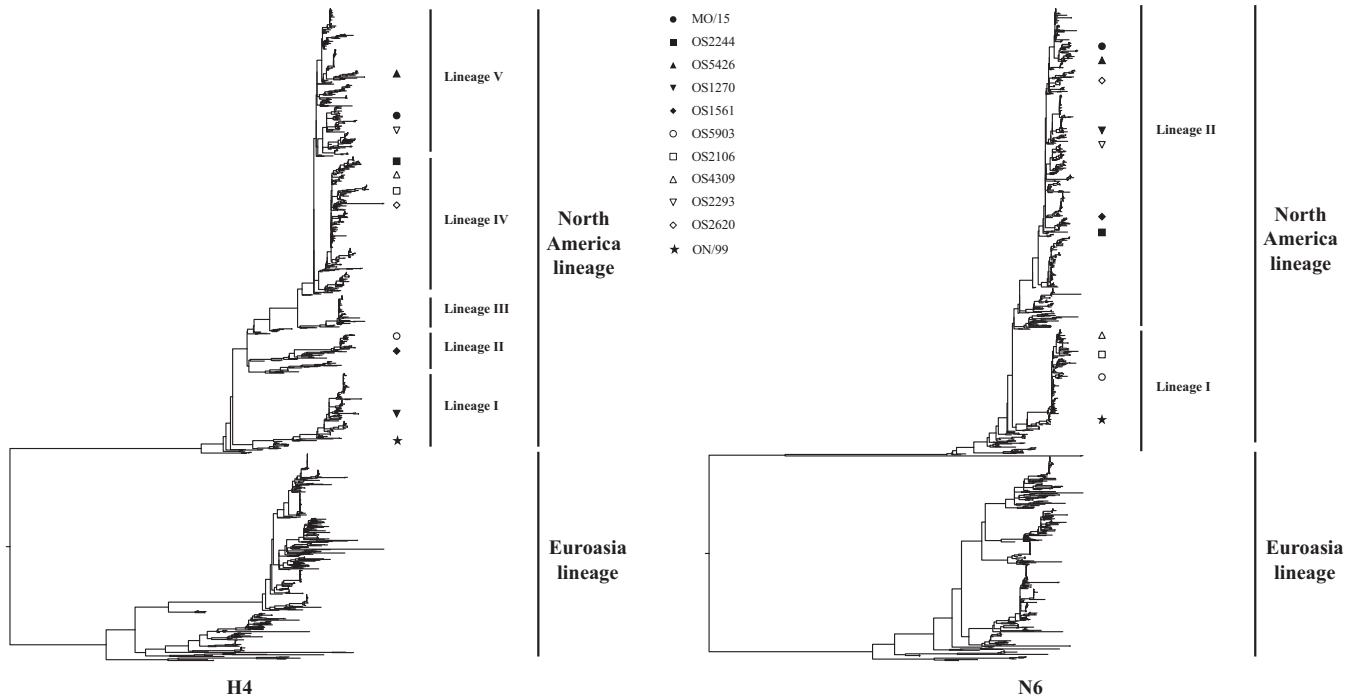 Lineage V
Lineage IV
Lineage III
Lineage II
Lineage I
North
America
lineage
Euroasia
lineage
H4
MO/15
OS2244
OS5426
OS1270
OS1561
OS5903
OS2106
OS4309
OS2293
OS2620
ON/99
Lineage II
Lineage I
North
America
lineage
Euroasia
lineage
N6